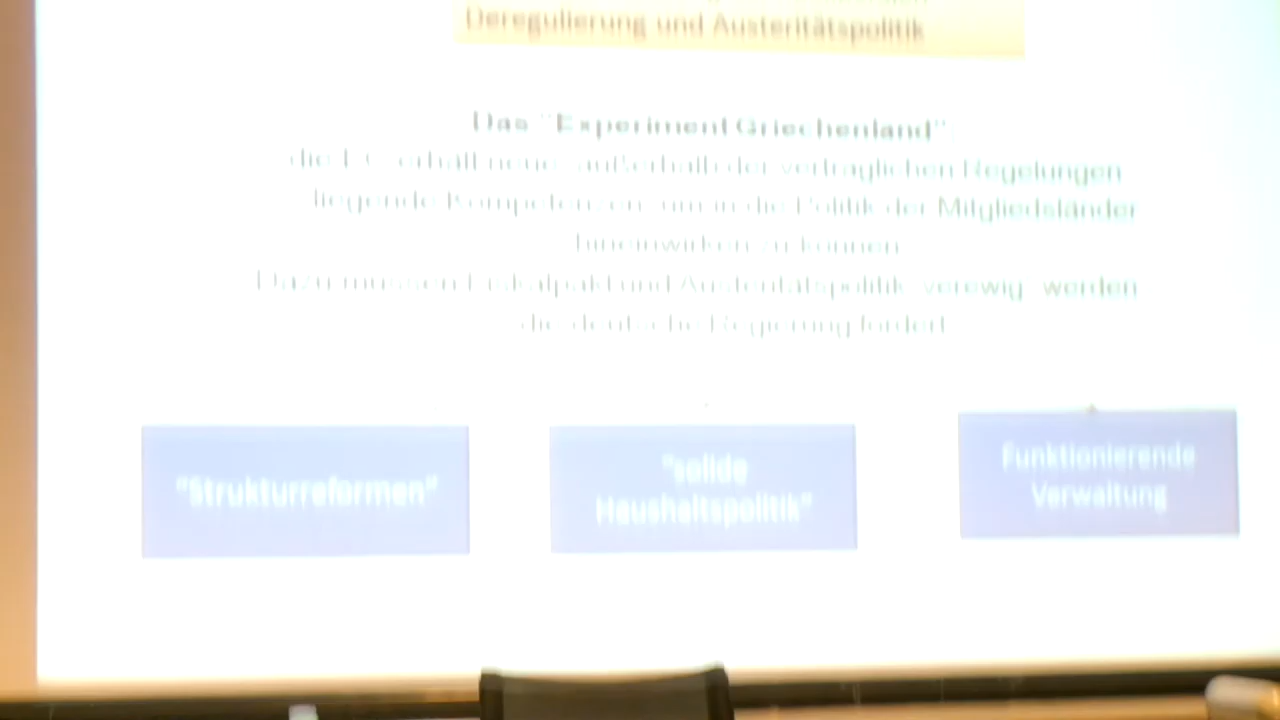 Deregulierung und Austeritätspolitik
Das "Experiment Griechenland"
die erhält neue außerhalb der vertraglichen Regelungen
liegende Kompetenzen um in die Politik der Mitgliedsländer
hineinwirken zu können
Dazu müssen Fiskalpakt und Austeritätspolitik werden
die deutsche Regierung fordert
"Strukturreformen"
"solide
Haushaltspolitik"
Funktionierende
Verwaltung